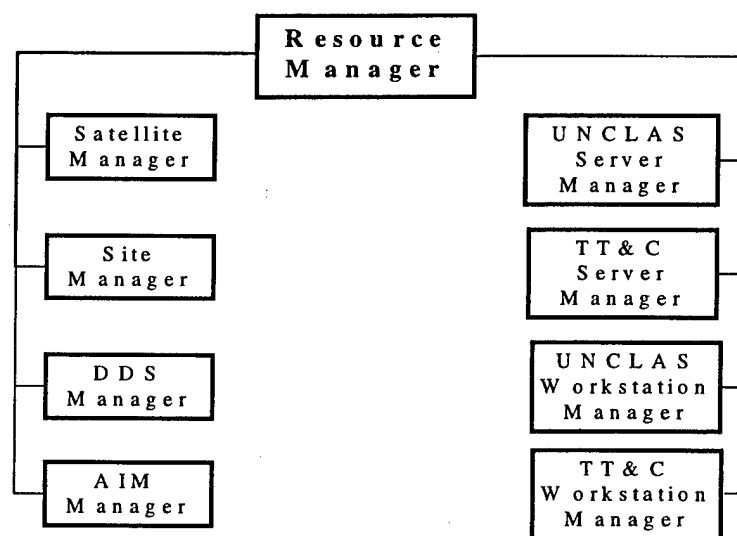 Resource
Manager
Satellite
Manager
Site
Manager
DDS
Manager
AIM
Manager
UNCLAS
Server
Manager
TT&C
Server
Manager
UNCLAS
Workstation
Manager
TT&C
Workstation
Manager